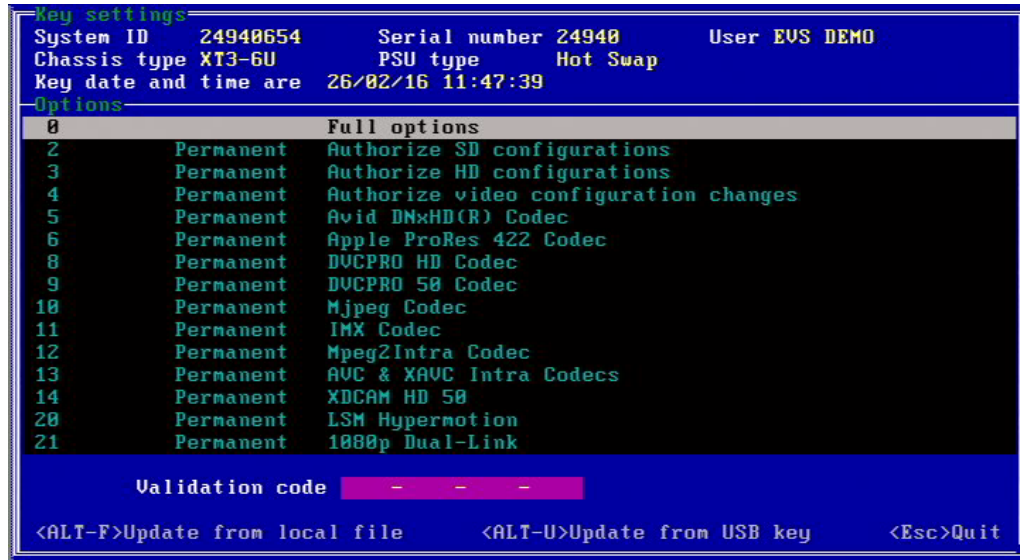 Key settings
System ID 24940654 Serial number 24940 User EVS DEMO
Chassis type XT3-6U PSU type Hot Swap
Key date and time are 26/02/16 11:47:39
Options
0 Full options
2 Permanent Authorize SD configurations
3 Permanent Authorize HD configurations
4 Permanent Authorize video configuration changes
5 Permanent Avid DNxHD(R) Codec
6 Permanent Apple ProRes 422 Codec
8 Permanent DVCPRO HD Codec
9 Permanent DVCPRO 50 Codec
10 Permanent Mjpeg Codec
11 Permanent IMX Codec
12 Permanent Mpeg2Intra Codec
13 Permanent AVC & XAVC Intra Codecs
14 Permanent XDCAM HD 50
20 Permanent LSM Hypermotion
21 Permanent 1080p Dual-Link
Validation code - - -
<ALT-F>Update from local file <ALT-U>Update from USB key <Esc>Quit